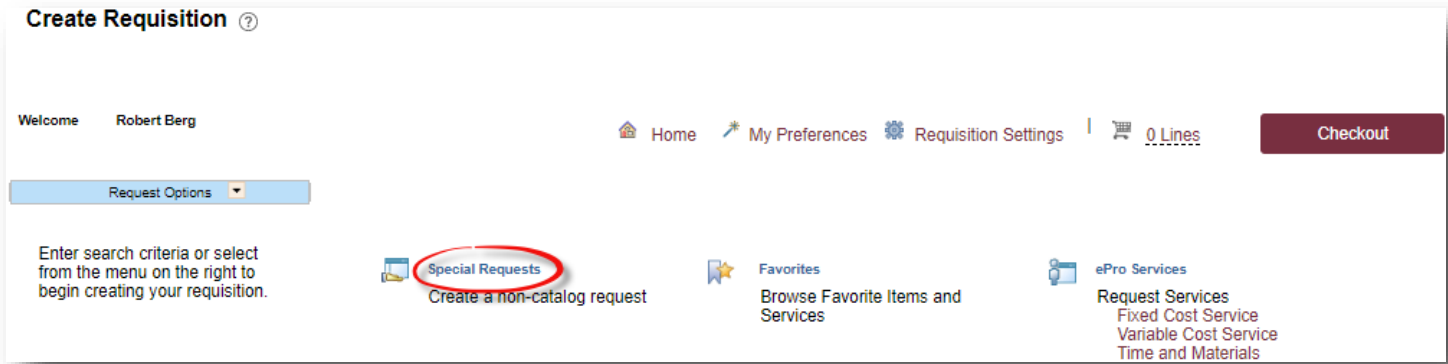 Create Requisition ?
Welcome Robert Berg
Home My Preferences Requisition Settings 0 Lines Checkout
Request Options
Enter search criteria or select
from the menu on the right to
begin creating your requisition.
Special Requests
Create a non-catalog request
Favorites
Browse Favorite Items and
Services
ePro Services
Request Services
Fixed Cost Service
Variable Cost Service
Time and Materials